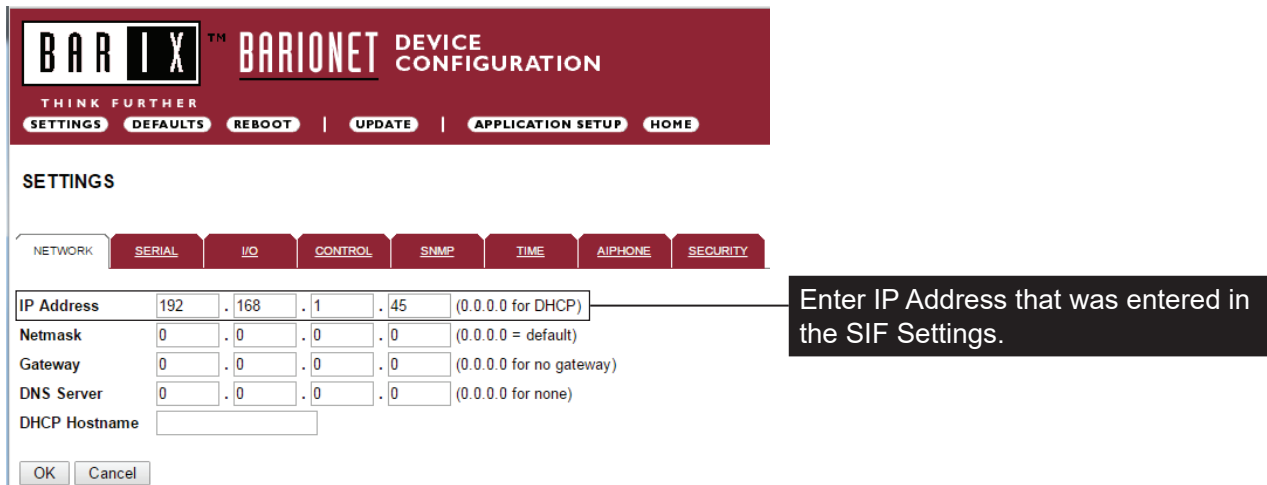 BARIX™ BARIONET DEVICE CONFIGURATION
THINK FURTHER
SETTINGS DEFAULTS REBOOT | UPDATE | APPLICATION SETUP HOME
SETTINGS
NETWORK SERIAL I/O CONTROL SNMP TIME AIPHONE SECURITY
IP Address 192 . 168 . 1 . 45 (0.0.0.0 for DHCP)
Enter IP Address that was entered in
the SIF Settings.
Netmask 0 . 0 . 0 . 0 (0.0.0.0 = default)
Gateway 0 . 0 . 0 . 0 (0.0.0.0 for no gateway)
DNS Server 0 . 0 . 0 . 0 (0.0.0.0 for none)
DHCP Hostname
OK Cancel